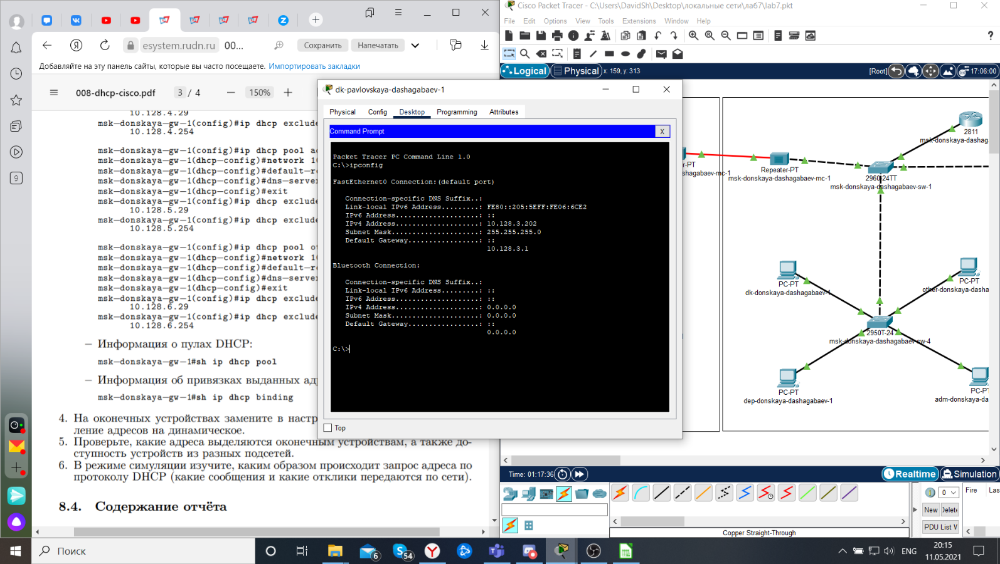 esystem.rudn.ru
00...
Сохранить
Напечатать
Добавляйте на эту панель сайты, которые вы часто посещаете. Импортировать закладки
008-dhcp-cisco.pdf
3 / 4
150%
10.128.4.29
msk-donskaya-gw-1(config)#ip dhcp exclude
10.128.4.254
msk-donskaya-gw-1(config)#ip dhcp pool a
msk-donskaya-gw-1(dhcp-config)#network 1
msk-donskaya-gw-1(dhcp-config)#default-r
msk-donskaya-gw-1(dhcp-config)#dns-serve
msk-donskaya-gw-1(dhcp-config)#exit
msk-donskaya-gw-1(config)#ip dhcp exclude
10.128.5.29
msk-donskaya-gw-1(config)#ip dhcp exclude
10.128.5.254
msk-donskaya-gw-1(config)#ip dhcp pool o
msk-donskaya-gw-1(dhcp-config)#network 1
msk-donskaya-gw-1(dhcp-config)#default-r
msk-donskaya-gw-1(dhcp-config)#dns-serve
msk-donskaya-gw-1(dhcp-config)#exit
msk-donskaya-gw-1(config)#ip dhcp exclude
10.128.6.29
msk-donskaya-gw-1(config)#ip dhcp exclude
10.128.6.254
– Информация о пулах DHCP:
msk-donskaya-gw-1#sh ip dhcp pool
– Информация об привязках выданных ад
msk-donskaya-gw-1#sh ip dhcp binding
4. На оконечных устройствах замените в настр
ление адресов на динамическое.
5. Проверьте, какие адреса выделяются оконечным устройствам, а также до-
ступность устройств из разных подсетей.
6. В режиме симуляции изучите, каким образом происходит запрос адреса по
протоколу DHCP (какие сообщения и какие отклики передаются по сети).
8.4. Содержание отчёта
9
dk-pavlovskaya-dashagabaev-1
Physical
Config
Desktop
Programming
Attributes
Command Prompt
X
Packet Tracer PC Command Line 1.0
C:\>ipconfig
FastEthernet0 Connection:(default port)
Connection-specific DNS Suffix..:
Link-local IPv6 Address.........: FE80::205:5EFF:FE06:6CE2
IPv6 Address....................: ::
IPv4 Address....................: 10.128.3.202
Subnet Mask.....................: 255.255.255.0
Default Gateway.................: ::
10.128.3.1
Bluetooth Connection:
Connection-specific DNS Suffix..:
Link-local IPv6 Address.........: ::
IPv6 Address....................: ::
IPv4 Address....................: 0.0.0.0
Subnet Mask.....................: 0.0.0.0
Default Gateway.................: ::
0.0.0.0
C:\>
Top
Cisco Packet Tracer - C:\Users\DavidSh\Desktop\локальные сети\лаб7\lab7.pkt
File Edit Options View Tools Extensions Window Help
Logical
Physical
x: 159, y: 313
[Root]
17:06:00
2811
msk-donskaya-dashag
r-PT
shagabaev-mc-1
Repeater-PT
msk-donskaya-dashagabaev-mc-1
2960-24TT
msk-donskaya-dashagabaev-sw-1
PC-PT
dk-donskaya-dashagabaev-1
PC-PT
other-donskaya-dasha
2950T-24
msk-donskaya-dashagabaev-sw-4
PC-PT
dep-donskaya-dashagabaev-1
PC-PT
adm-donskaya-da
Time: 01:17:36
Realtime
Simulation
0
Fire
Las
New
Delete
PDU List W
Copper Straight-Through
Поиск
6
54
ENG
20:15
11.05.2021